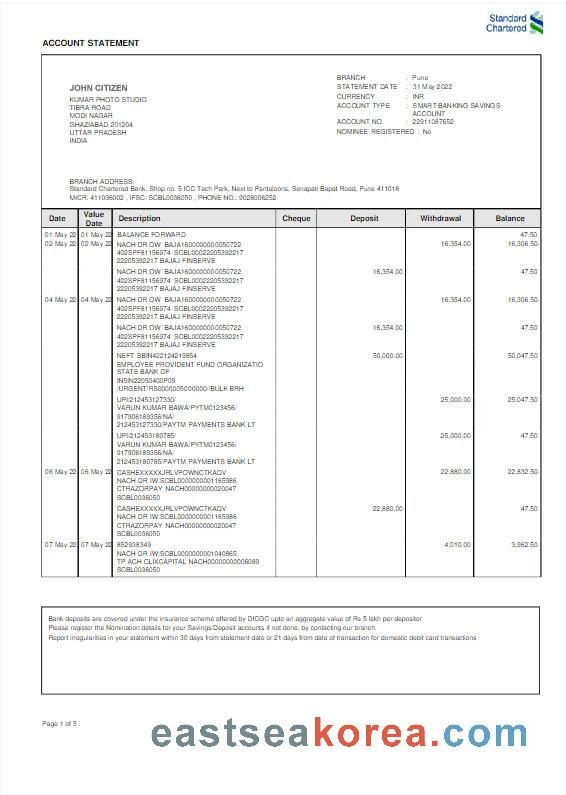 Standard
Chartered
ACCOUNT STATEMENT
JOHN CITIZEN
KUMAR PHOTO STUDIO
TIBRA ROAD
MODI NAGAR
GHAZIABAD 201204
UTTAR PRADESH
INDIA
BRANCH : Pune
STATEMENT DATE : 31 May 2022
CURRENCY : INR
ACCOUNT TYPE : SMARTBANKING SAVINGS
ACCOUNT
ACCOUNT NO. : 22911087652
NOMINEE REGISTERED : No
BRANCH ADDRESS:
Standard Chartered Bank, Shop no. 5 ICC Tech Park, Next to Pantaloons, Senapati Bapat Road, Pune 411016
MICR: 411036002 , IFSC: SCBL0036050 , PHONE NO.: 9028006252
Date Value Date Description Cheque Deposit Withdrawal Balance
01 May 22 01 May 22 BALANCE FORWARD 47.50
02 May 22 02 May 22 NACH DR OW BAJA1600000000050722 16,354.00 16,306.50-
402SPF81156974 SCBL00022205392217
22205392217 BAJAJ FINSERVE
NACH DR OW BAJA1600000000050722 16,354.00 47.50
402SPF81156974 SCBL00022205392217
22205392217 BAJAJ FINSERVE
04 May 22 04 May 22 NACH DR OW BAJA1600000000050722 16,354.00 16,306.50-
402SPF81156974 SCBL00022205392217
22205392217 BAJAJ FINSERVE
NACH DR OW BAJA1600000000050722 16,354.00 47.50
402SPF81156974 SCBL00022205392217
22205392217 BAJAJ FINSERVE
NEFT SBIN422124219854 50,000.00 50,047.50
EMPLOYEE PROVIDENT FUND ORGANIZATIO
STATE BANK OF
IN5IN22050400P09
/URGENT/RS0000005000000/BULK BRH
UPI/212453127330/ 25,000.00 25,047.50
VARUN KUMAR BAWA/PYTM0123456/
917906189356/NA/
212453127330/PAYTM PAYMENTS BANK LT
UPI/212453180785/ 25,000.00 47.50
VARUN KUMAR BAWA/PYTM0123456/
917906189356/NA/
212453180785/PAYTM PAYMENTS BANK LT
06 May 22 06 May 22 CASHEXXXXXJRLVPOWNCTKAQV 22,880.00 22,832.50-
NACH DR IW:SCBL0000000001165986
CTRAZORPAY NACH00000000020047
SCBL0036050
CASHEXXXXXJRLVPOWNCTKAQV 22,880.00 47.50
NACH DR IW:SCBL0000000001165986
CTRAZORPAY NACH00000000020047
SCBL0036050
07 May 22 07 May 22 852938349 4,010.00 3,962.50-
NACH DR IW:SCBL0000000001040865
TP ACH CLIXCAPITAL NACH00000000006089
SCBL0036050
Bank deposits are covered under the insurance scheme offered by DICGC upto an aggregate value of Rs 5 lakh per depositor
Please register the Nomination details for your Savings/Deposit accounts if not done, by contacting our branch.
Report irregularities in your statement within 30 days from statement date or 21 days from date of transaction for domestic debit card transactions
Page 1 of 5
eastseakorea.com